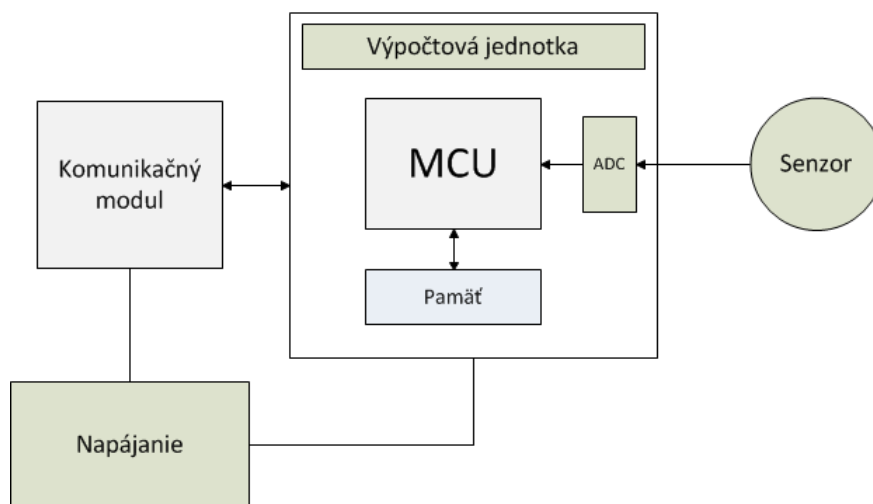 Výpočtová jednotka
Komunikačný
modul
MCU
ADC
Senzor
Pamäť
Napájanie